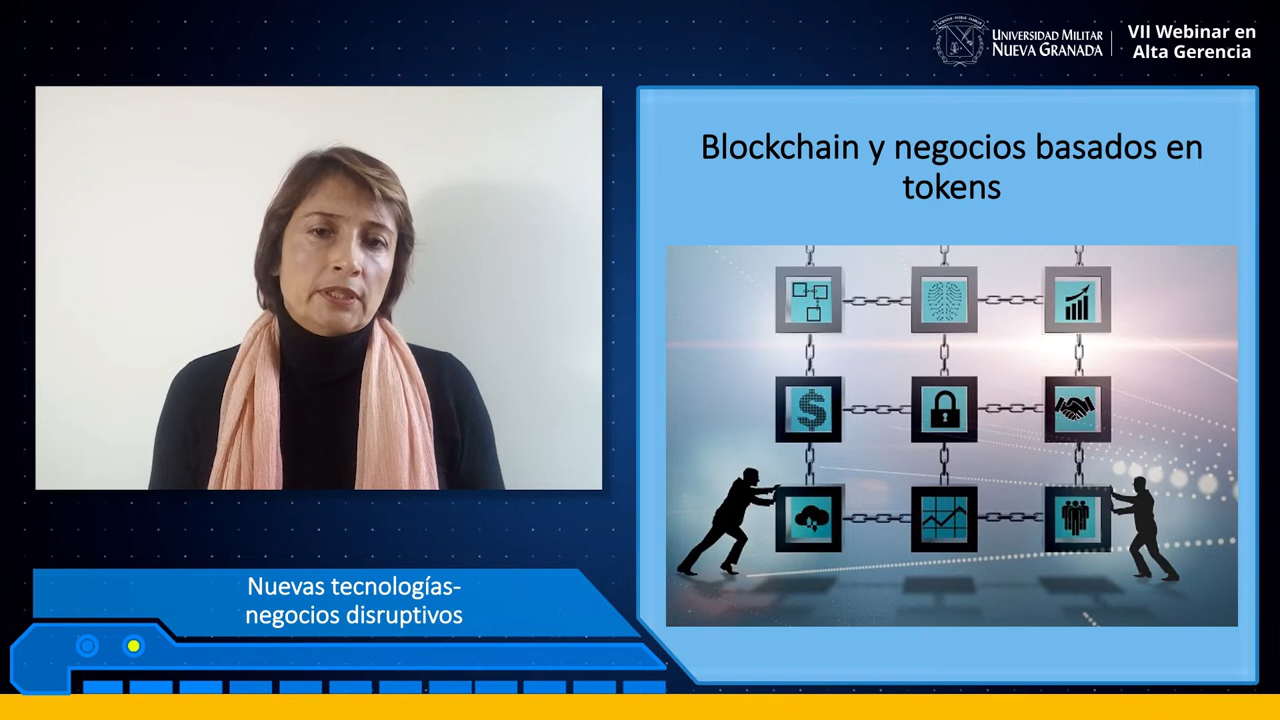 UNIVERSIDAD MILITAR
NUEVA GRANADA
VII Webinar en
Alta Gerencia
Blockchain y negocios basados en
tokens
$
Nuevas tecnologías-
negocios disruptivos